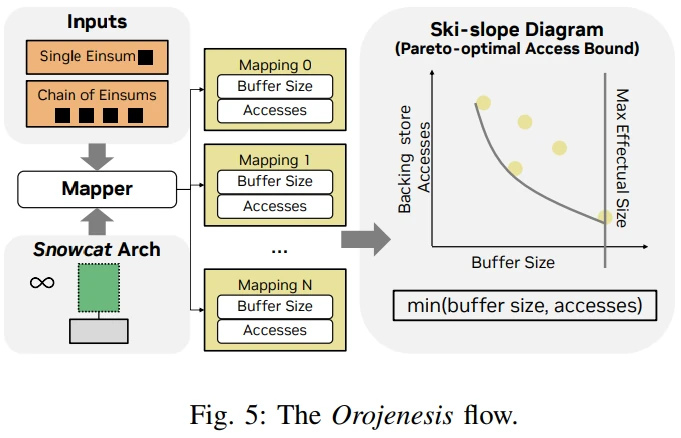 Inputs
Single Einsum
Chain of Einsums
Mapper
Snowcat Arch
∞
Mapping 0
Buffer Size
Accesses
Mapping 1
Buffer Size
Accesses
...
Mapping N
Buffer Size
Accesses
Ski-slope Diagram
(Pareto-optimal Access Bound)
Backing store
Accesses
Max Effectual Size
Buffer Size
min(buffer size, accesses)
Fig. 5: The Orojenesis flow.